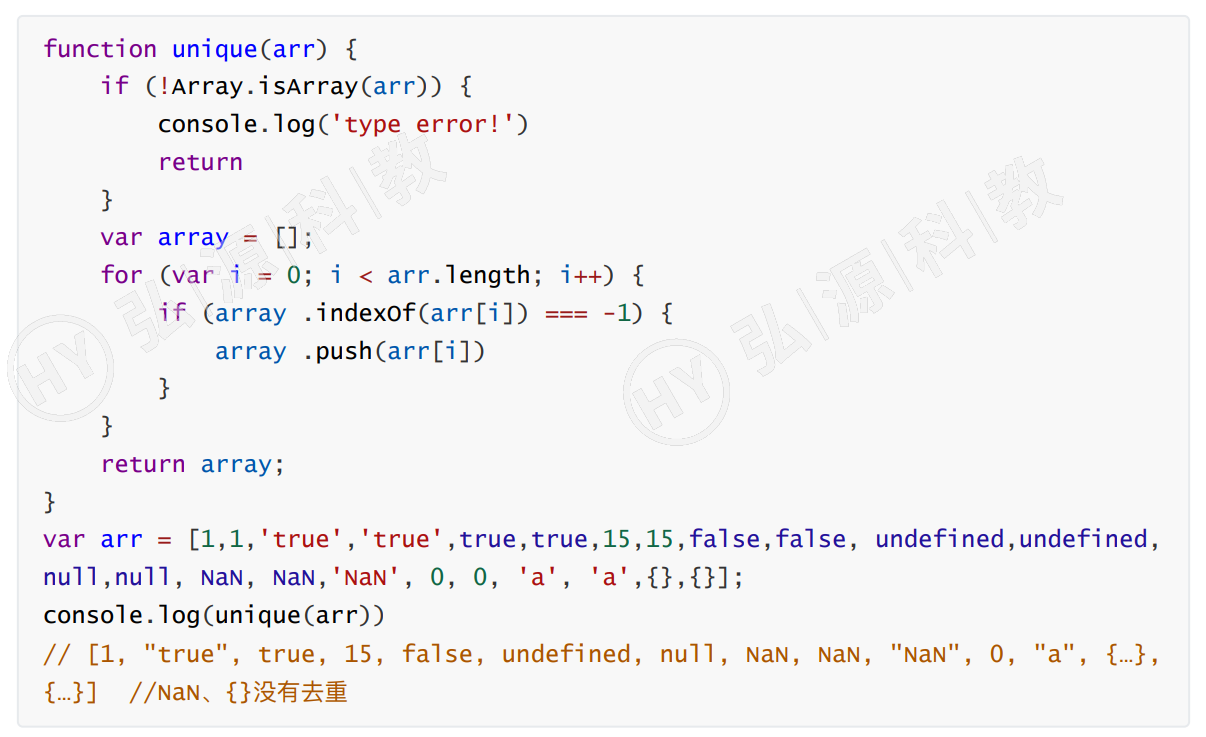 function unique(arr) {
    if (!Array.isArray(arr)) {
        console.log('type error!')
        return
    }
    var array = [];
    for (var i = 0; i < arr.length; i++) {
        if (array .indexOf(arr[i]) === -1) {
            array .push(arr[i])
        }
    }
    return array;
}
var arr = [1,1,'true','true',true,true,15,15,false,false, undefined,undefined,
null,null, NaN, NaN,'NaN', 0, 0, 'a', 'a',{},{}];
console.log(unique(arr))
// [1, "true", true, 15, false, undefined, null, NaN, NaN, "NaN", 0, "a", {…},
{…}]  //NaN、{}没有去重
HY 弘|源|科|教
HY 弘|源|科|教